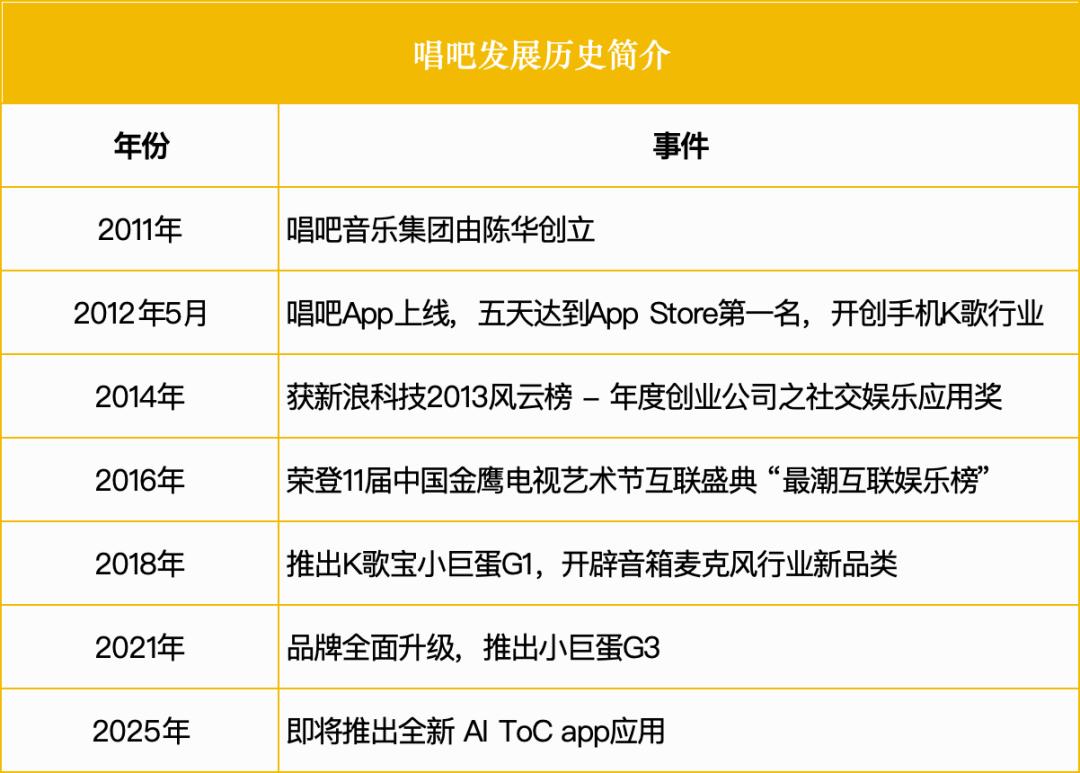 唱吧发展历史简介
年份 事件
2011年 唱吧音乐集团由陈华创立
2012年5月 唱吧App上线，五天达到App Store第一名，开创手机K歌行业
2014年 获新浪科技2013风云榝 – 年度创业公司之社交娱乐应用奖
2016年 荣登11届中国金鹰电视艺术节互联盛典“最潮互联娱乐榜”
2018年 推出K歌宝小巨蛋G1，开辟音箱麦克风行业新品类
2021年 品牌全面升级，推出小巨蛋G3
2025年 即将推出全新 AI ToC app应用